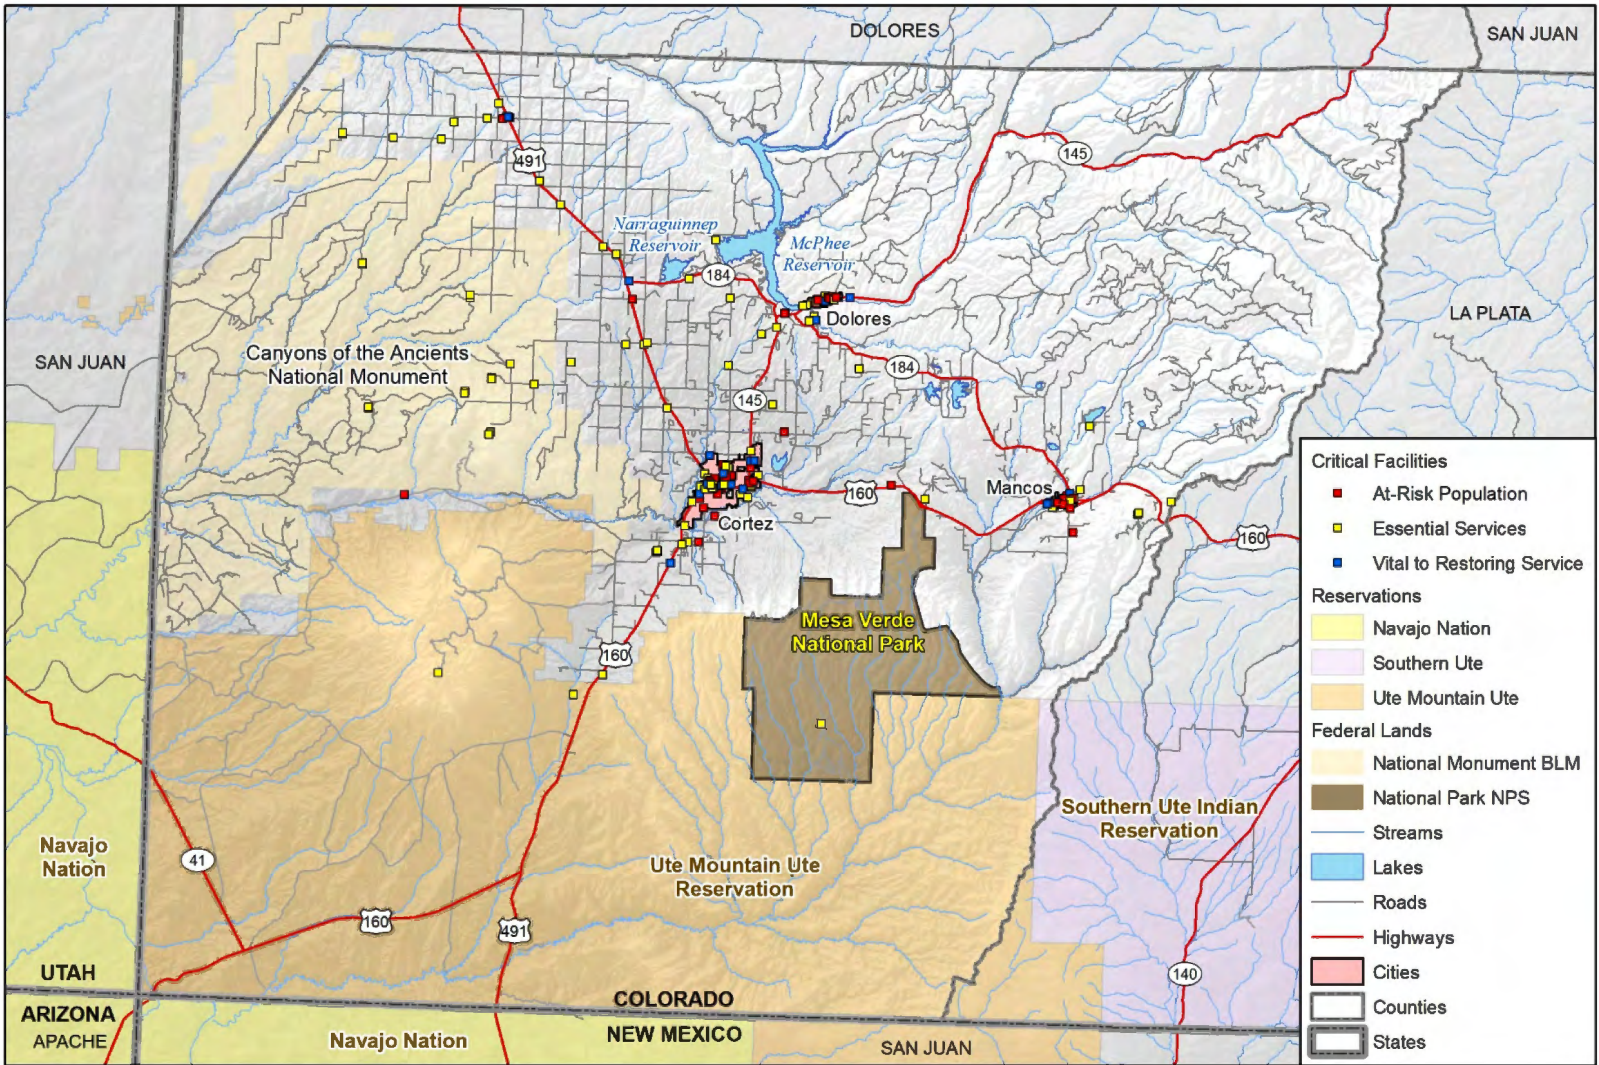 DOLORES
SAN JUAN
491
145
Narraguinnep
Reservoir
McPhee
Reservoir
184
Dolores
LA PLATA
SAN JUAN
Canyons of the Ancients
National Monument
184
145
Cortez
160
Mancos
160
Mesa Verde
National Park
160
Southern Ute Indian
Reservation
Navajo
Nation
41
Ute Mountain Ute
Reservation
160
491
140
UTAH
COLORADO
ARIZONA
APACHE
Navajo Nation
NEW MEXICO
SAN JUAN
Critical Facilities
At-Risk Population
Essential Services
Vital to Restoring Service
Reservations
Navajo Nation
Southern Ute
Ute Mountain Ute
Federal Lands
National Monument BLM
National Park NPS
Streams
Lakes
Roads
Highways
Cities
Counties
States